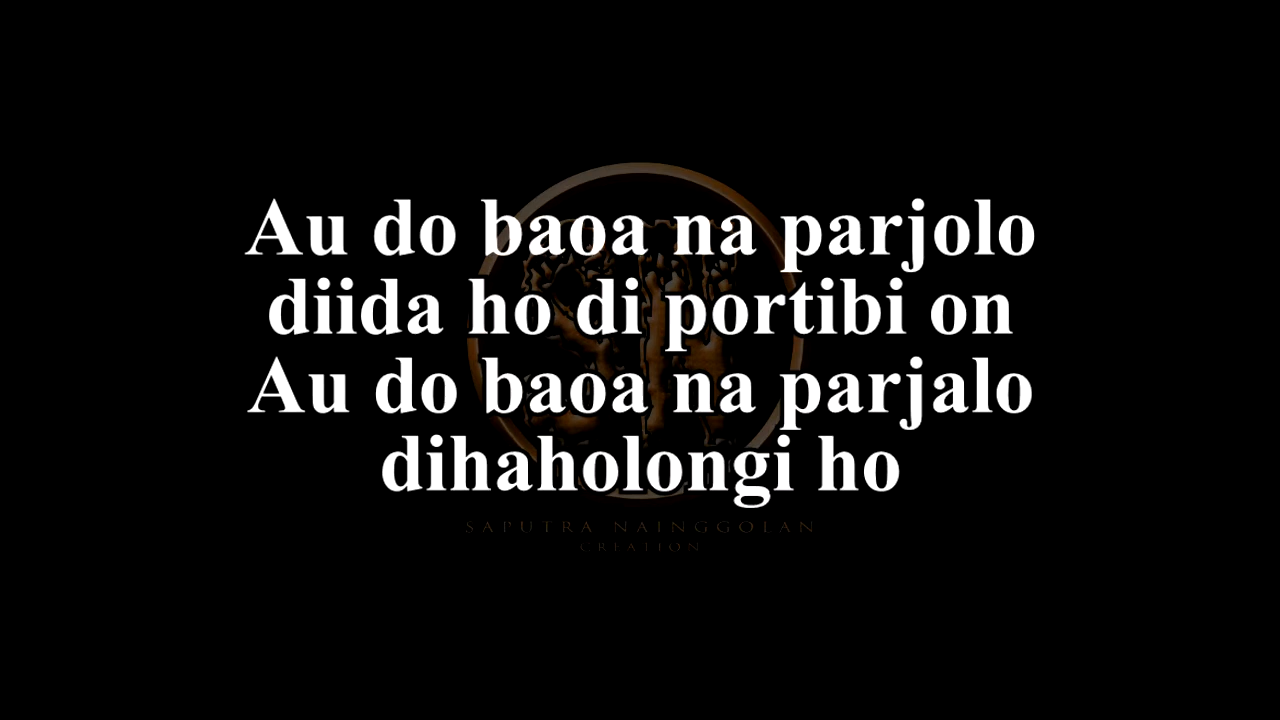 Au do baoa na parjolo
diida ho di portibi on
Au do baoa na parjalo
dihaholongi ho
SAPUTRA NAINGGOLAN
CREATION